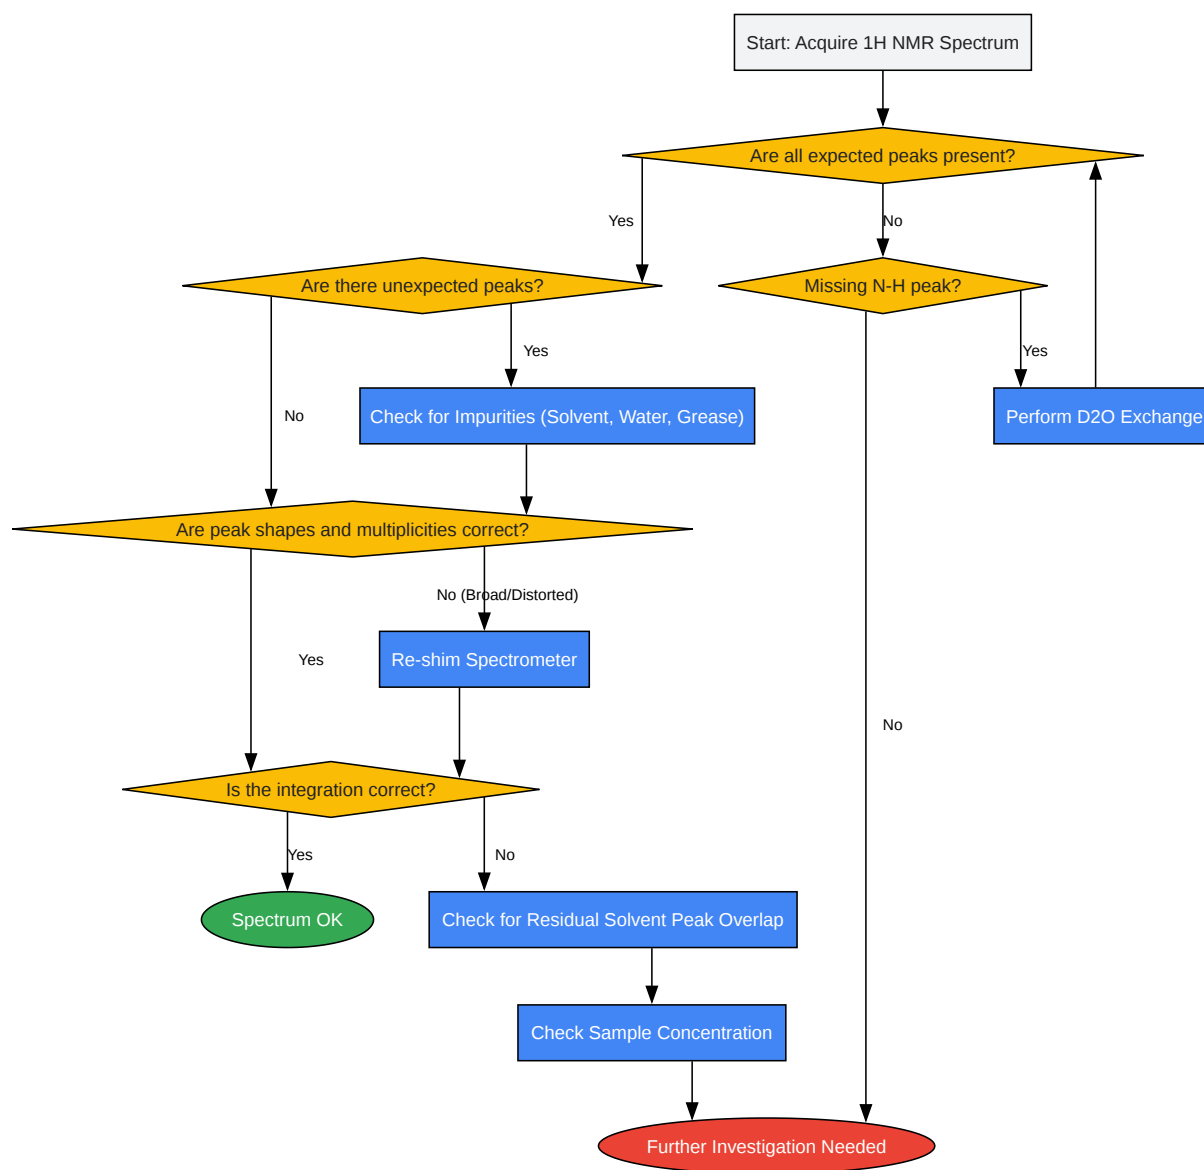 Start: Acquire 1H NMR Spectrum
Are all expected peaks present?
Yes
No
Are there unexpected peaks?
Missing N-H peak?
Yes
Yes
No
Check for Impurities (Solvent, Water, Grease)
Perform D2O Exchange
Are peak shapes and multiplicities correct?
No (Broad/Distorted)
Yes
Re-shim Spectrometer
No
Is the integration correct?
Yes
No
Spectrum OK
Check for Residual Solvent Peak Overlap
Check Sample Concentration
Further Investigation Needed